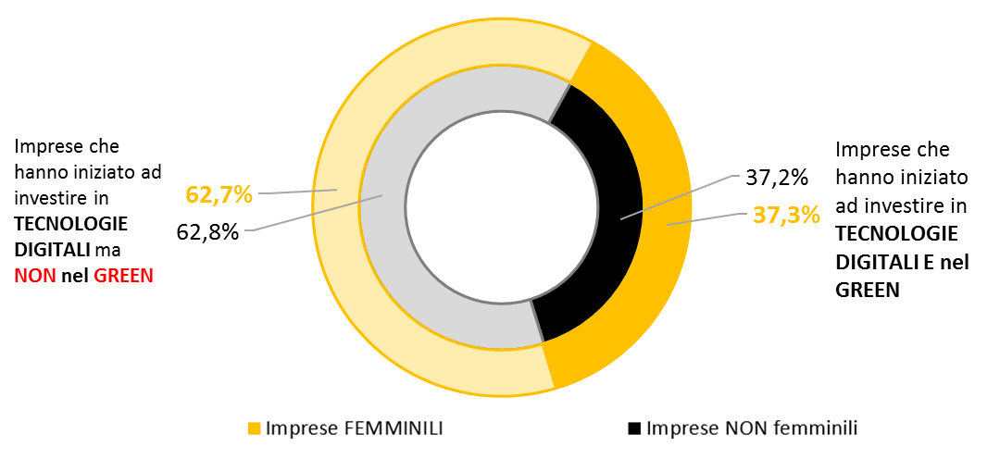 Imprese che
hanno iniziato ad
investire in
TECNOLOGIE
DIGITALI ma
NON nel GREEN
62,7%
62,8%
37,2%
37,3%
Imprese che
hanno iniziato
ad investire in
TECNOLOGIE
DIGITALI E nel
GREEN
Imprese FEMMINILI
Imprese NON femminili